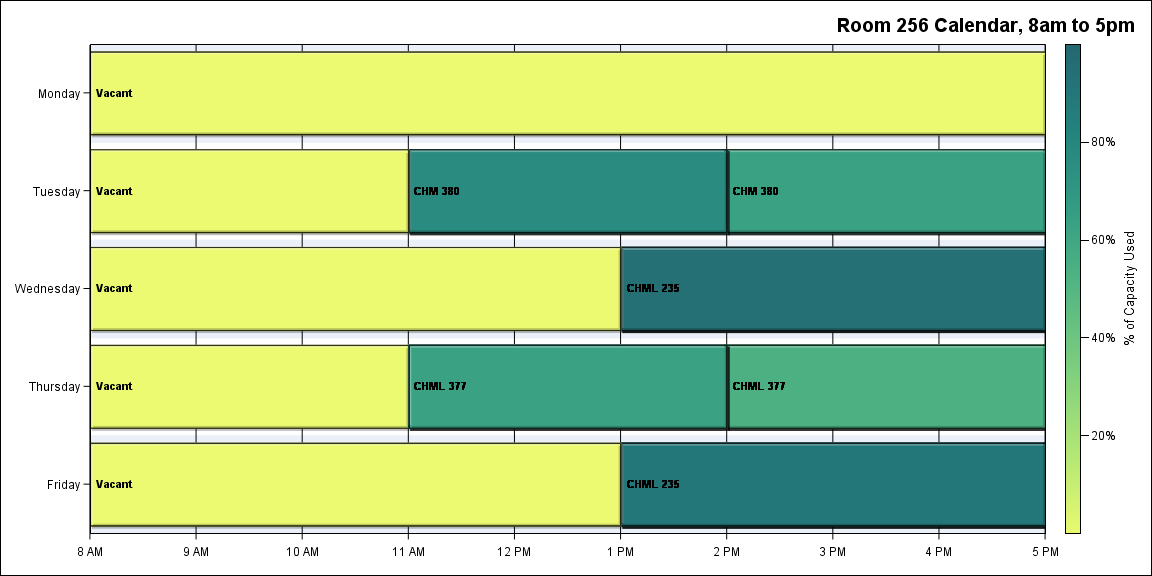 Room 256 Calendar, 8am to 5pm
Monday
Vacant
Tuesday
Vacant
CHM 380
CHM 380
Wednesday
Vacant
CHML 235
Thursday
Vacant
CHML 377
CHML 377
Friday
Vacant
CHML 235
8 AM
9 AM
10 AM
11 AM
12 PM
1 PM
2 PM
3 PM
4 PM
5 PM
80%
60%
40%
20%
% of Capacity Used